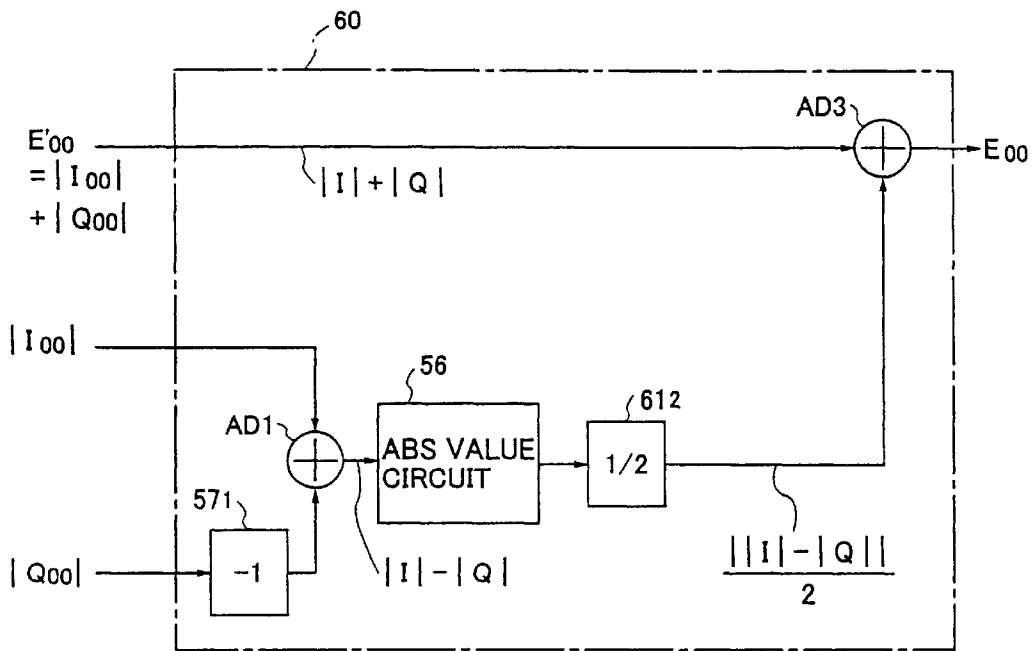 60
AD3
E'00
= | I00 |
+ | Q00 |
| I | + | Q |
E00
| I00 |
56
612
AD1
ABS VALUE
CIRCUIT
1/2
571
| Q00 |
-1
| I | - | Q |
| | I | - | Q | |
2